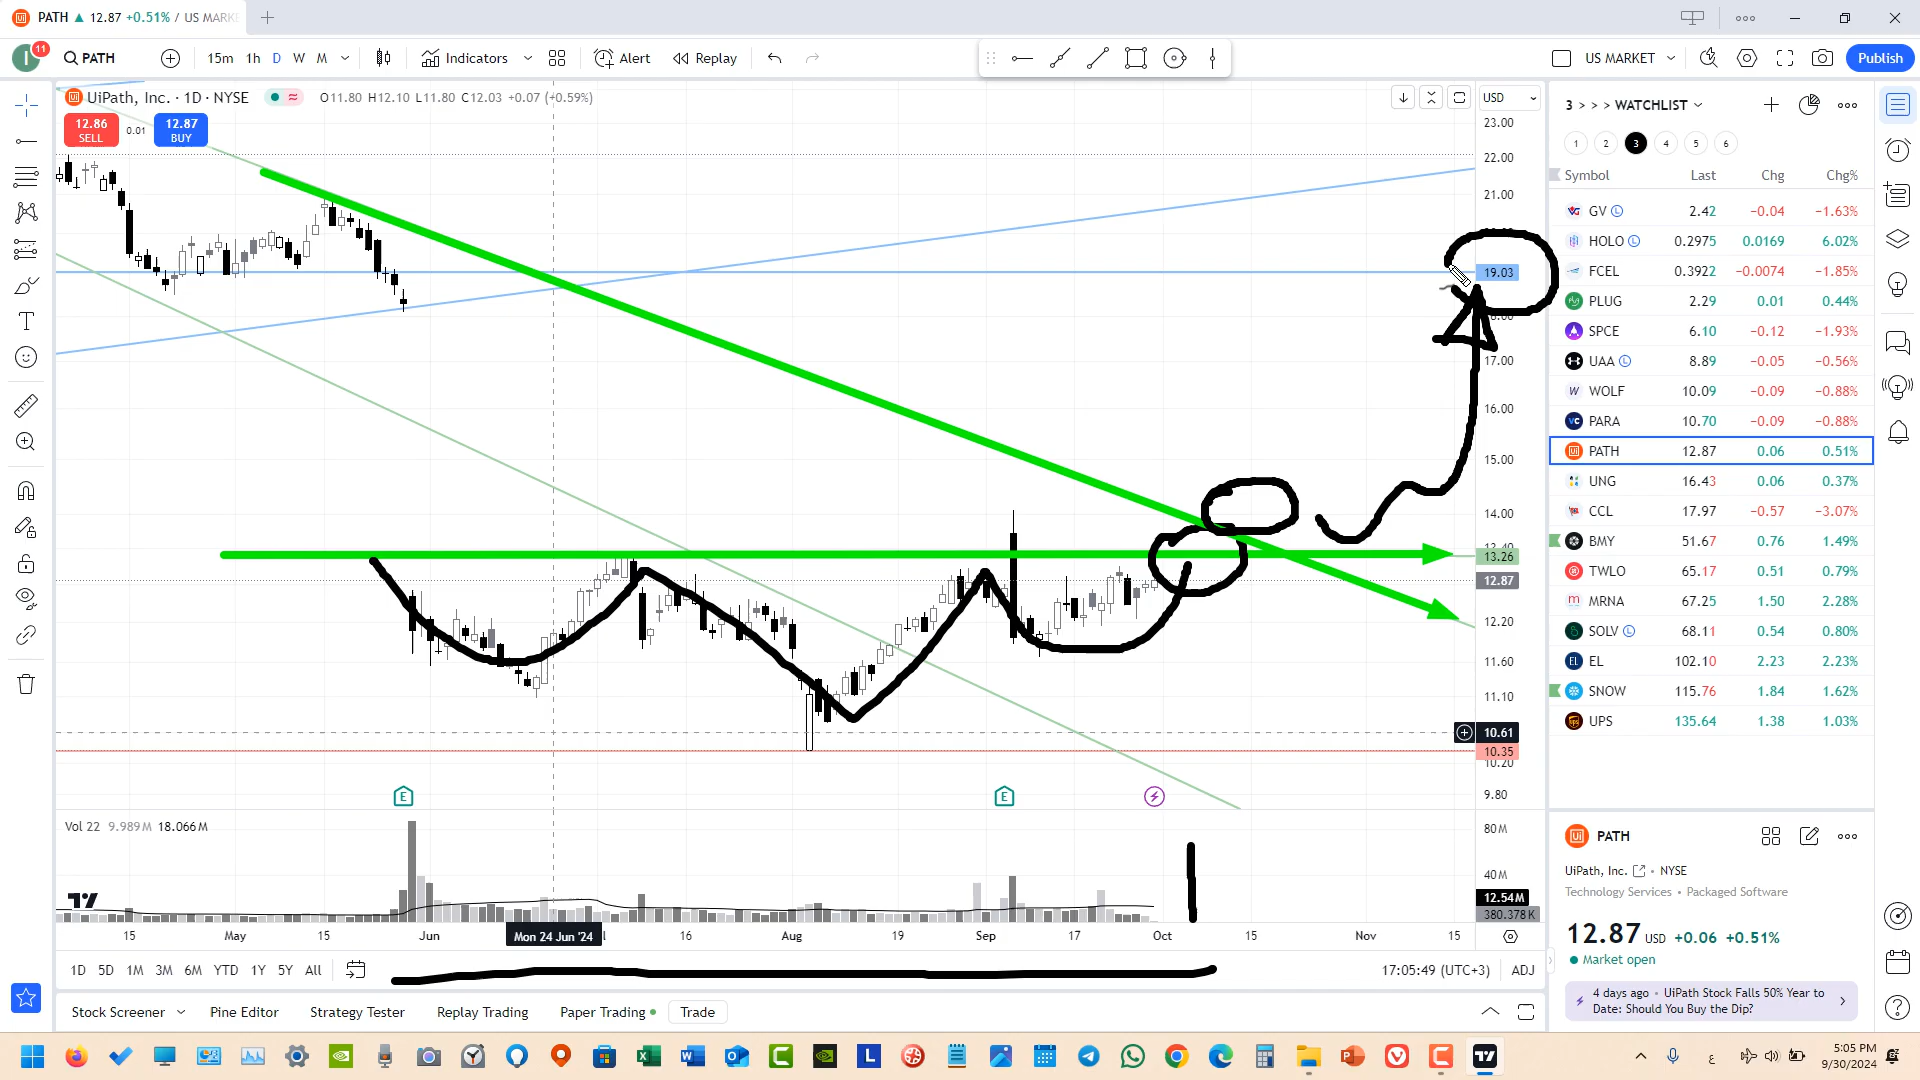 PATH ▲ 12.87 +0.51% / US MARK
11
PATH
15m 1h D W M
Indicators
Alert
Replay
US MARKET
Publish
UiPath, Inc. · 1D · NYSE
O11.80 H12.10 L11.80 C12.03 +0.07 (+0.59%)
12.86
SELL
0.01
12.87
BUY
USD
23.00
22.00
21.00
19.03
17.00
16.00
15.00
14.00
13.26
12.87
12.20
11.60
11.10
10.61
10.35
10.20
9.80
E
E
Vol 22 9.989M 18.066M
80M
40M
12.54M
380.378K
15 May 15 Jun Mon 24 Jun '24 16 Aug 19 Sep 17 Oct 15 Nov 15
1D 5D 1M 3M 6M YTD 1Y 5Y All
17:05:49 (UTC+3) ADJ
Stock Screener
Pine Editor
Strategy Tester
Replay Trading
Paper Trading
Trade
3 > > > WATCHLIST
1 2 3 4 5 6
Symbol Last Chg Chg%
GV L 2.42 −0.04 −1.63%
HOLO L 0.2975 0.0169 6.02%
FCEL 0.3922 −0.0074 −1.85%
PLUG 2.29 0.01 0.44%
SPCE 6.10 −0.12 −1.93%
UAA L 8.89 −0.05 −0.56%
WOLF 10.09 −0.09 −0.88%
PARA 10.70 −0.09 −0.88%
PATH 12.87 0.06 0.51%
UNG 16.43 0.06 0.37%
CCL 17.97 −0.57 −3.07%
BMY 51.67 0.76 1.49%
TWLO 65.17 0.51 0.79%
MRNA 67.25 1.50 2.28%
SOLV L 68.11 0.54 0.80%
EL 102.10 2.23 2.23%
SNOW 115.76 1.84 1.62%
UPS 135.64 1.38 1.03%
PATH
UiPath, Inc. • NYSE
Technology Services • Packaged Software
12.87 USD +0.06 +0.51%
Market open
4 days ago • UiPath Stock Falls 50% Year to
Date: Should You Buy the Dip?
ع
5:05 PM
9/30/2024